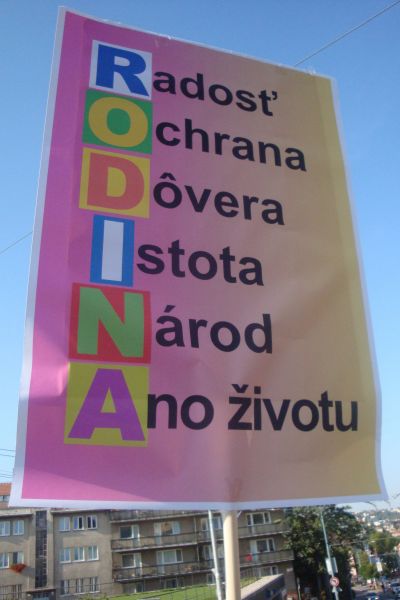 Radosť
Ochrana
Dôvera
Istota
Národ
Ano životu